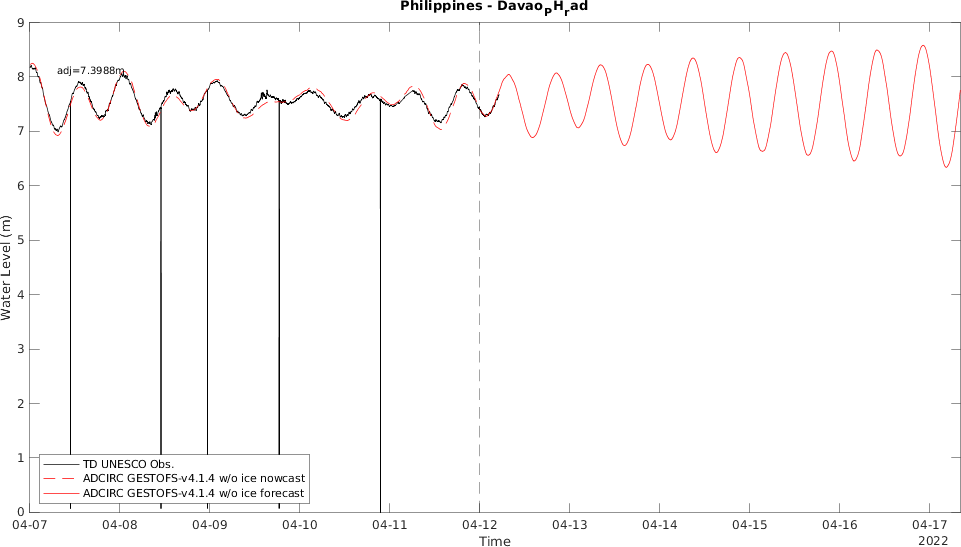 Philippines - DavaoPHrad
9
8
7
6
5
4
3
2
1
0
Water Level (m)
adj=7.3988m
TD UNESCO Obs.
ADCIRC GESTOFS-v4.1.4 w/o ice nowcast
ADCIRC GESTOFS-v4.1.4 w/o ice forecast
04-07 04-08 04-09 04-10 04-11 04-12 04-13 04-14 04-15 04-16 04-17
Time
2022